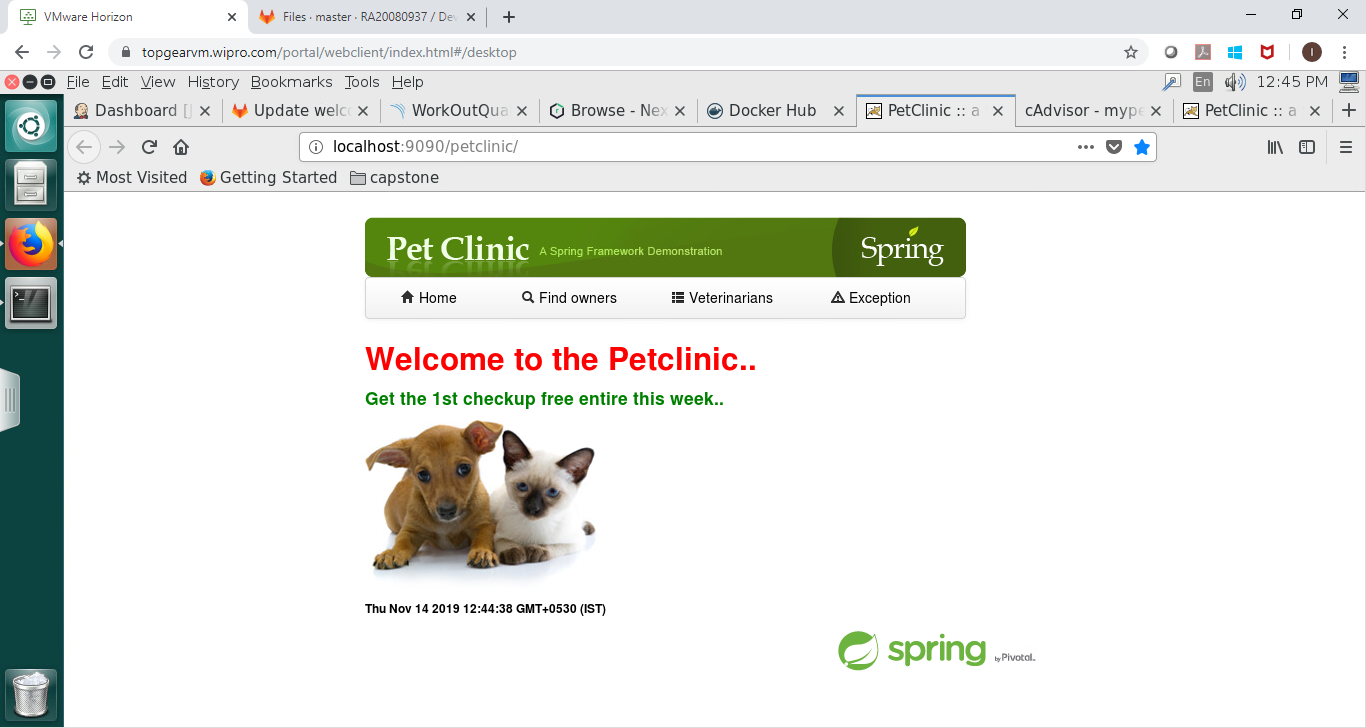 VMware Horizon
Files · master · RA20080937 / Dev
topgearvm.wipro.com/portal/webclient/index.html#/desktop
I
File Edit View History Bookmarks Tools Help
En
12:45 PM
Dashboard [J
Update welco
WorkOutQua
Browse - Nex
Docker Hub
PetClinic :: a
cAdvisor - mype
PetClinic :: a
localhost:9090/petclinic/
Most Visited Getting Started capstone
Pet Clinic A Spring Framework Demonstration Spring
Home Find owners Veterinarians Exception
Welcome to the Petclinic..
Get the 1st checkup free entire this week..
Thu Nov 14 2019 12:44:38 GMT+0530 (IST)
spring by Pivotal.